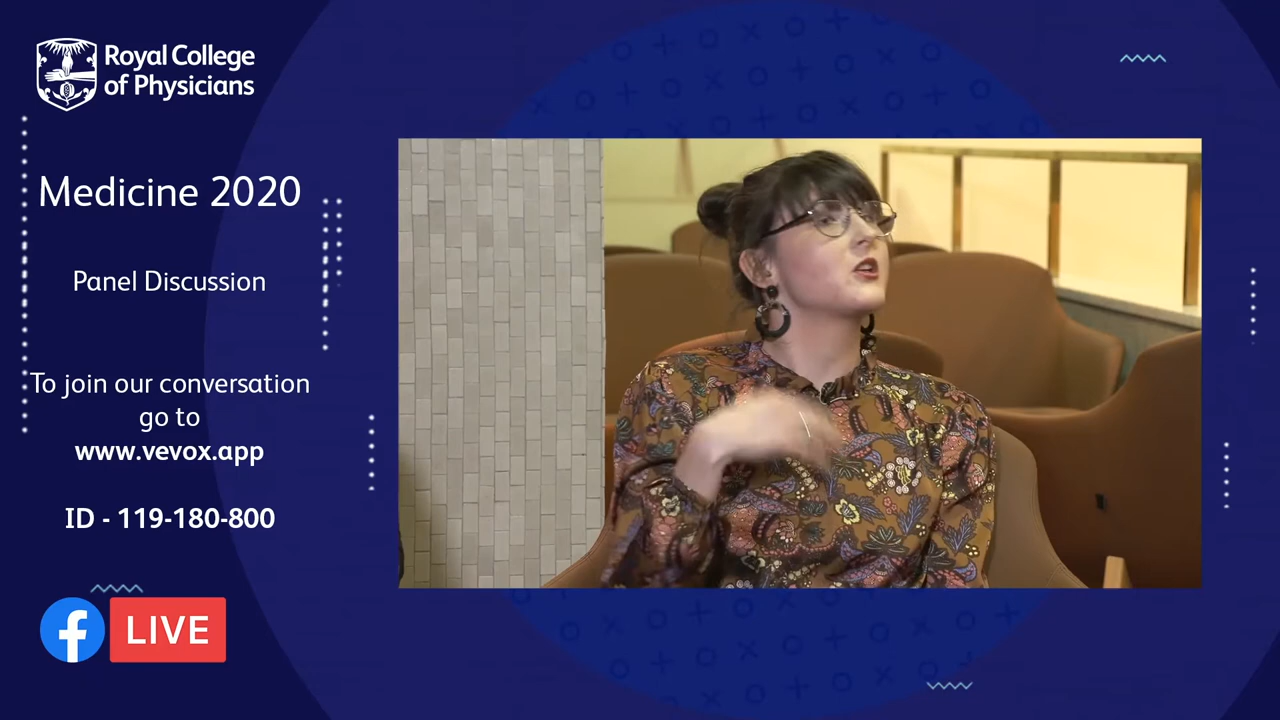 Royal College
of Physicians
Medicine 2020
Panel Discussion
To join our conversation
go to
www.vevox.app
ID - 119-180-800
f LIVE